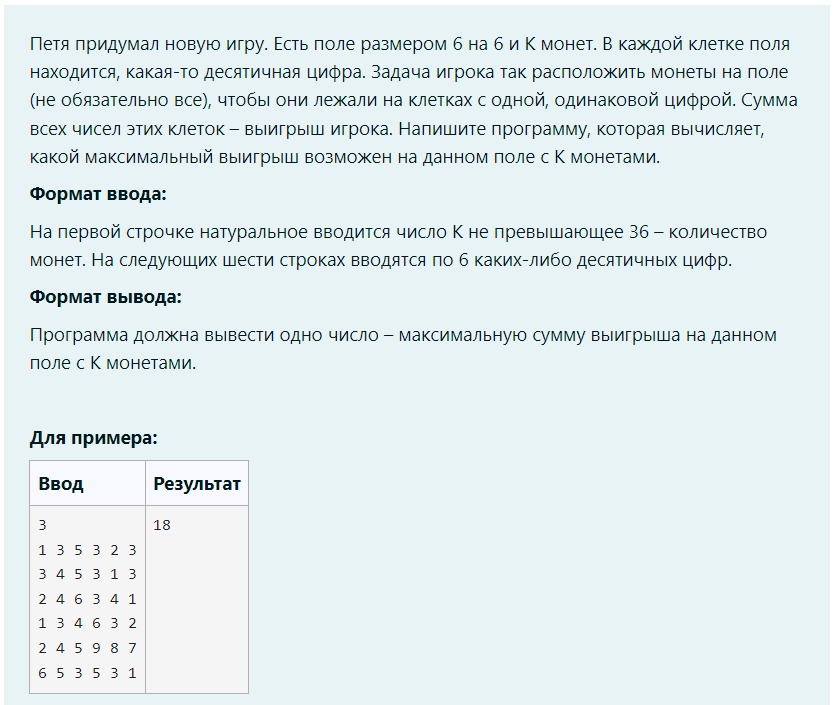 Петя придумал новую игру. Есть поле размером 6 на 6 и К монет. В каждой клетке поля
находится, какая-то десятичная цифра. Задача игрока так расположить монеты на поле
(не обязательно все), чтобы они лежали на клетках с одной, одинаковой цифрой. Сумма
всех чисел этих клеток – выигрыш игрока. Напишите программу, которая вычисляет,
какой максимальный выигрыш возможен на данном поле с К монетами.
Формат ввода:
На первой строчке натуральное вводится число К не превышающее 36 – количество
монет. На следующих шести строках вводятся по 6 каких-либо десятичных цифр.
Формат вывода:
Программа должна вывести одно число – максимальную сумму выигрыша на данном
поле с К монетами.
Для примера:
Ввод Результат
3 18
1 3 5 3 2 3
3 4 5 3 1 3
2 4 6 3 4 1
1 3 4 6 3 2
2 4 5 9 8 7
6 5 3 5 3 1